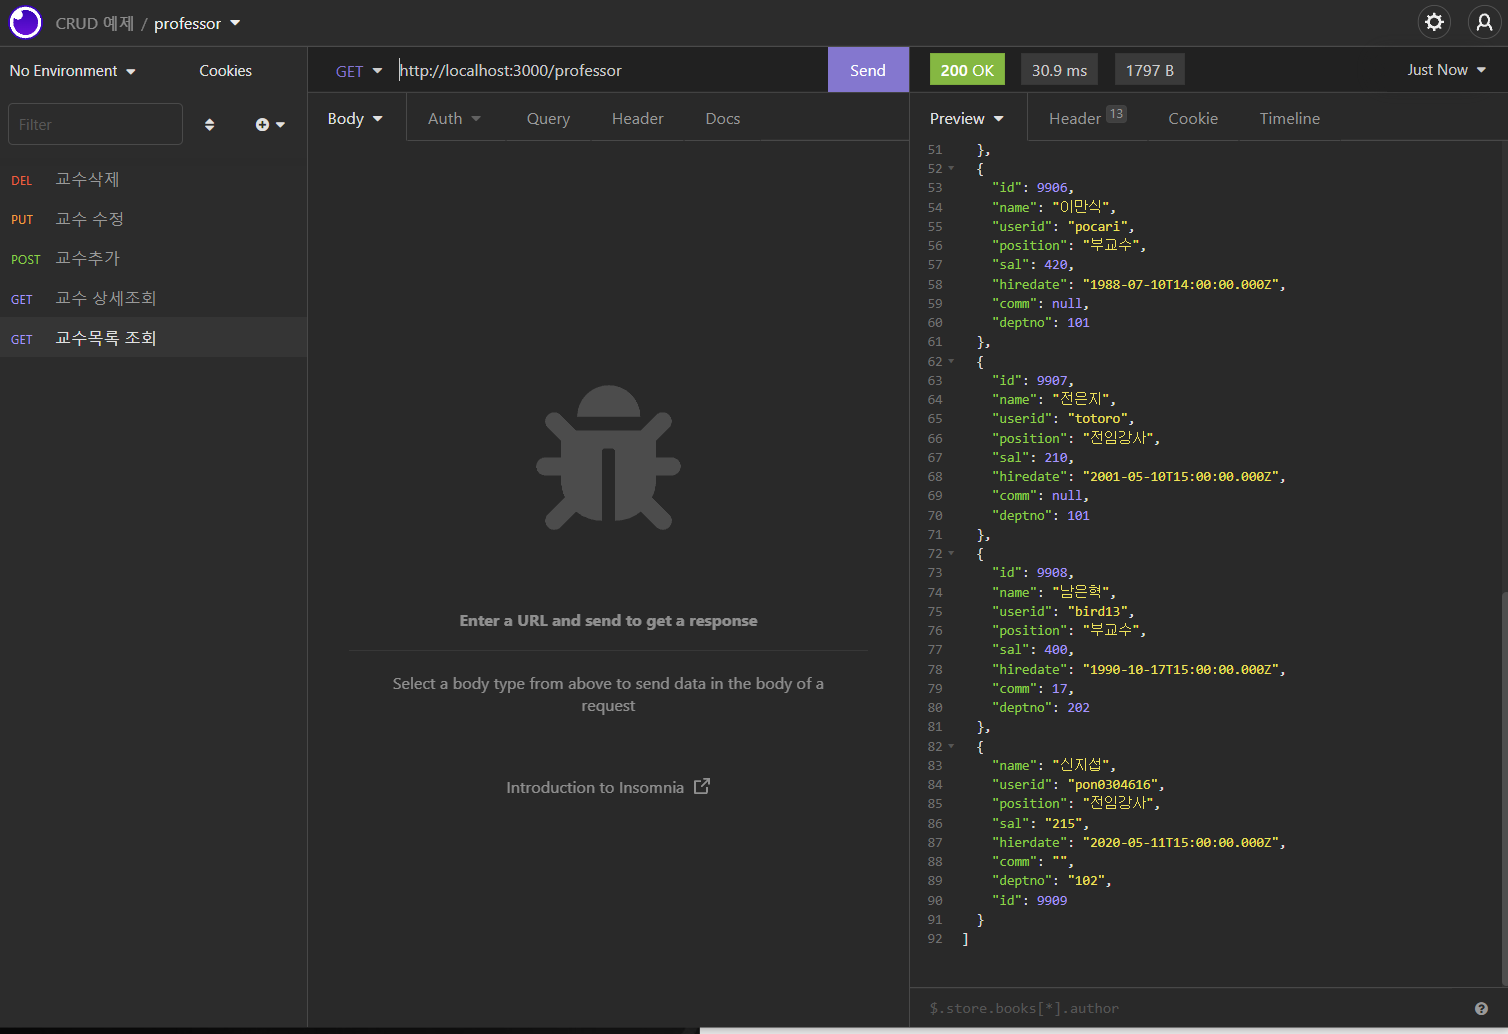 CRUD 예제 / professor
No Environment
Cookies
Filter
DEL 교수삭제
PUT 교수 수정
POST 교수추가
GET 교수 상세조회
GET 교수목록 조회
GET http://localhost:3000/professor
Send
Body
Auth
Query
Header
Docs
Enter a URL and send to get a response
Select a body type from above to send data in the body of a
request
Introduction to Insomnia
200 OK
30.9 ms
1797 B
Just Now
Preview
Header 13
Cookie
Timeline
51 },
52 {
53 "id": 9906,
54 "name": "이만식",
55 "userid": "pocari",
56 "position": "부교수",
57 "sal": 420,
58 "hiredate": "1988-07-10T14:00:00.000Z",
59 "comm": null,
60 "deptno": 101
61 },
62 {
63 "id": 9907,
64 "name": "전은지",
65 "userid": "totoro",
66 "position": "전임강사",
67 "sal": 210,
68 "hiredate": "2001-05-10T15:00:00.000Z",
69 "comm": null,
70 "deptno": 101
71 },
72 {
73 "id": 9908,
74 "name": "남은혁",
75 "userid": "bird13",
76 "position": "부교수",
77 "sal": 400,
78 "hiredate": "1990-10-17T15:00:00.000Z",
79 "comm": 17,
80 "deptno": 202
81 },
82 {
83 "name": "신지섭",
84 "userid": "pon0304616",
85 "position": "전임강사",
86 "sal": "215",
87 "hierdate": "2020-05-11T15:00:00.000Z",
88 "comm": "",
89 "deptno": "102",
90 "id": 9909
91 }
92 ]
$.store.books[*].author